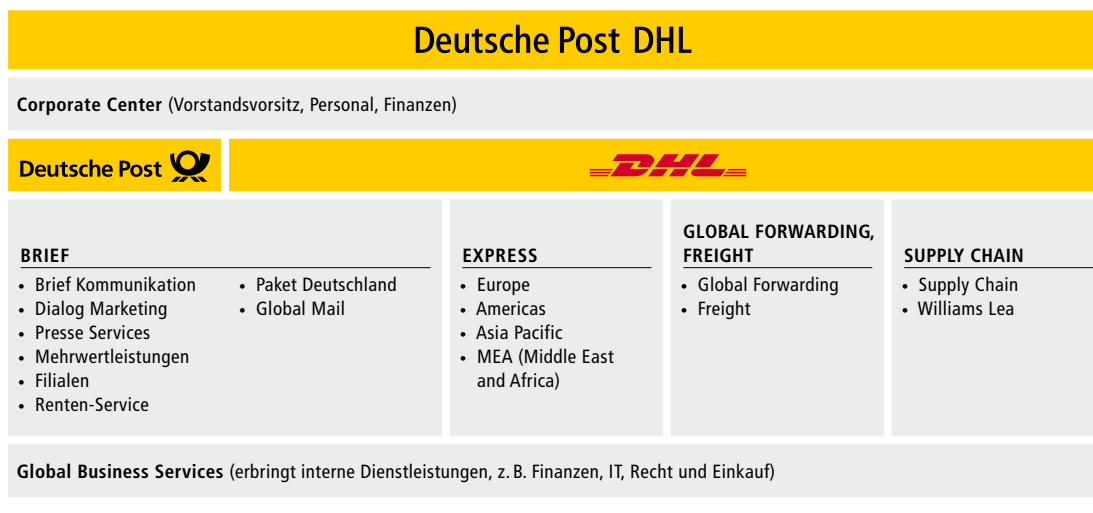 Deutsche Post DHL
Corporate Center (Vorstandsvorsitz, Personal, Finanzen)
Deutsche Post
DHL
BRIEF
• Brief Kommunikation
• Dialog Marketing
• Presse Services
• Mehrwertleistungen
• Filialen
• Renten-Service
• Paket Deutschland
• Global Mail
EXPRESS
• Europe
• Americas
• Asia Pacific
• MEA (Middle East
and Africa)
GLOBAL FORWARDING,
FREIGHT
• Global Forwarding
• Freight
SUPPLY CHAIN
• Supply Chain
• Williams Lea
Global Business Services (erbringt interne Dienstleistungen, z. B. Finanzen, IT, Recht und Einkauf)